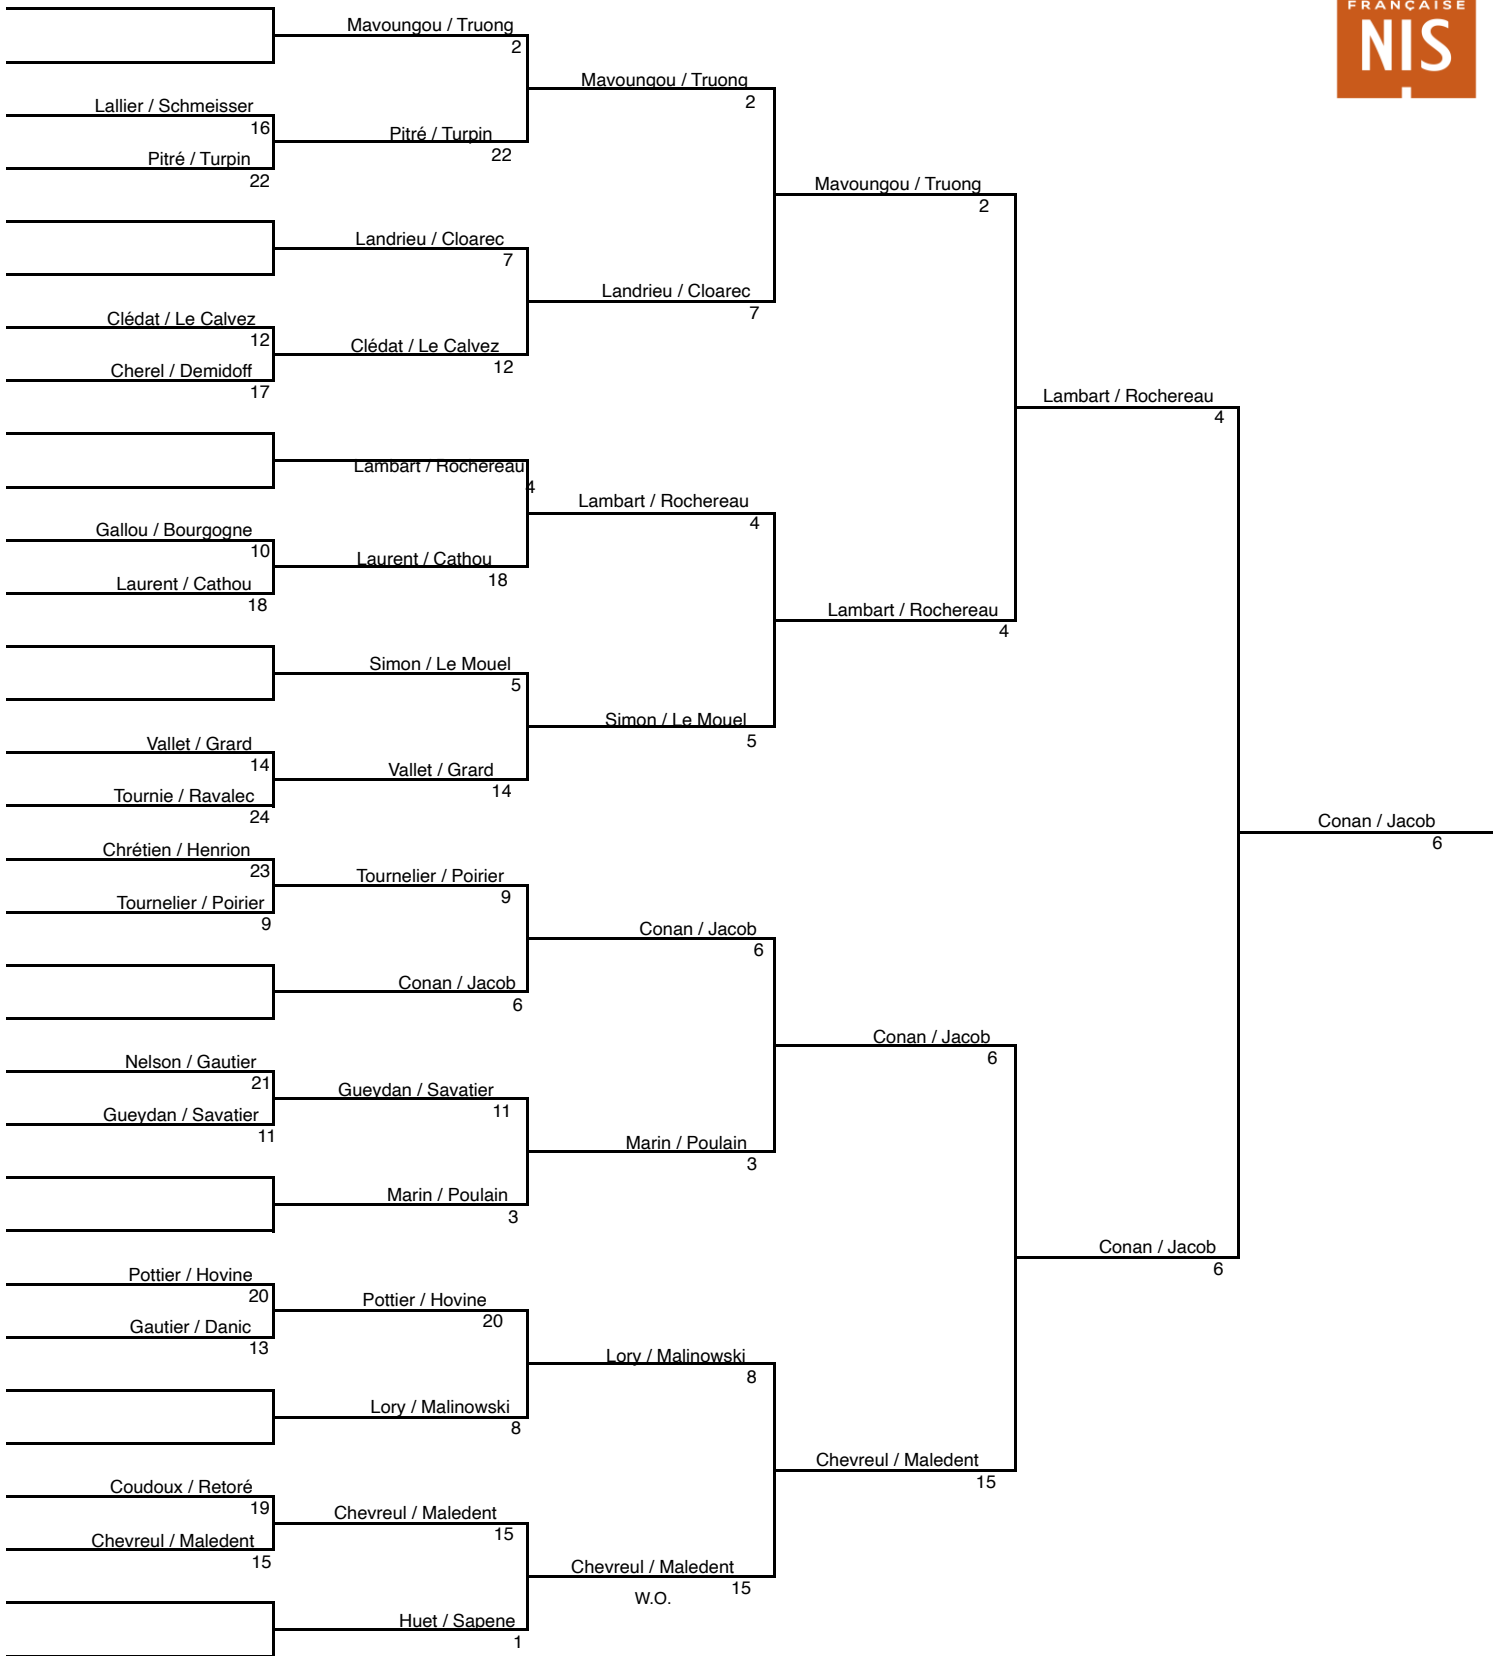 FRANÇAISE
NIS
Mavoungou / Truong
2
Mavoungou / Truong
2
Lallier / Schmeisser
16
Pitré / Turpin
22
Pitré / Turpin
22
Mavoungou / Truong
2
Landrieu / Cloarec
7
Landrieu / Cloarec
7
Clédat / Le Calvez
12
Clédat / Le Calvez
12
Cherel / Demidoff
17
Lambart / Rochereau
4
Lambart / Rochereau
4
Lambart / Rochereau
4
Gallou / Bourgogne
10
Laurent / Cathou
18
Laurent / Cathou
18
Lambart / Rochereau
4
Simon / Le Mouel
5
Simon / Le Mouel
5
Vallet / Grard
14
Vallet / Grard
14
Tournie / Ravalec
24
Conan / Jacob
6
Chrétien / Henrion
23
Tournelier / Poirier
9
Tournelier / Poirier
9
Conan / Jacob
6
Conan / Jacob
6
Conan / Jacob
6
Nelson / Gautier
21
Gueydan / Savatier
11
Gueydan / Savatier
11
Marin / Poulain
3
Marin / Poulain
3
Conan / Jacob
6
Pottier / Hovine
20
Pottier / Hovine
20
Gautier / Danic
13
Lory / Malinowski
8
Lory / Malinowski
8
Chevreul / Maledent
15
Coudoux / Retoré
19
Chevreul / Maledent
15
Chevreul / Maledent
15
Chevreul / Maledent
15
W.O.
Huet / Sapene
1